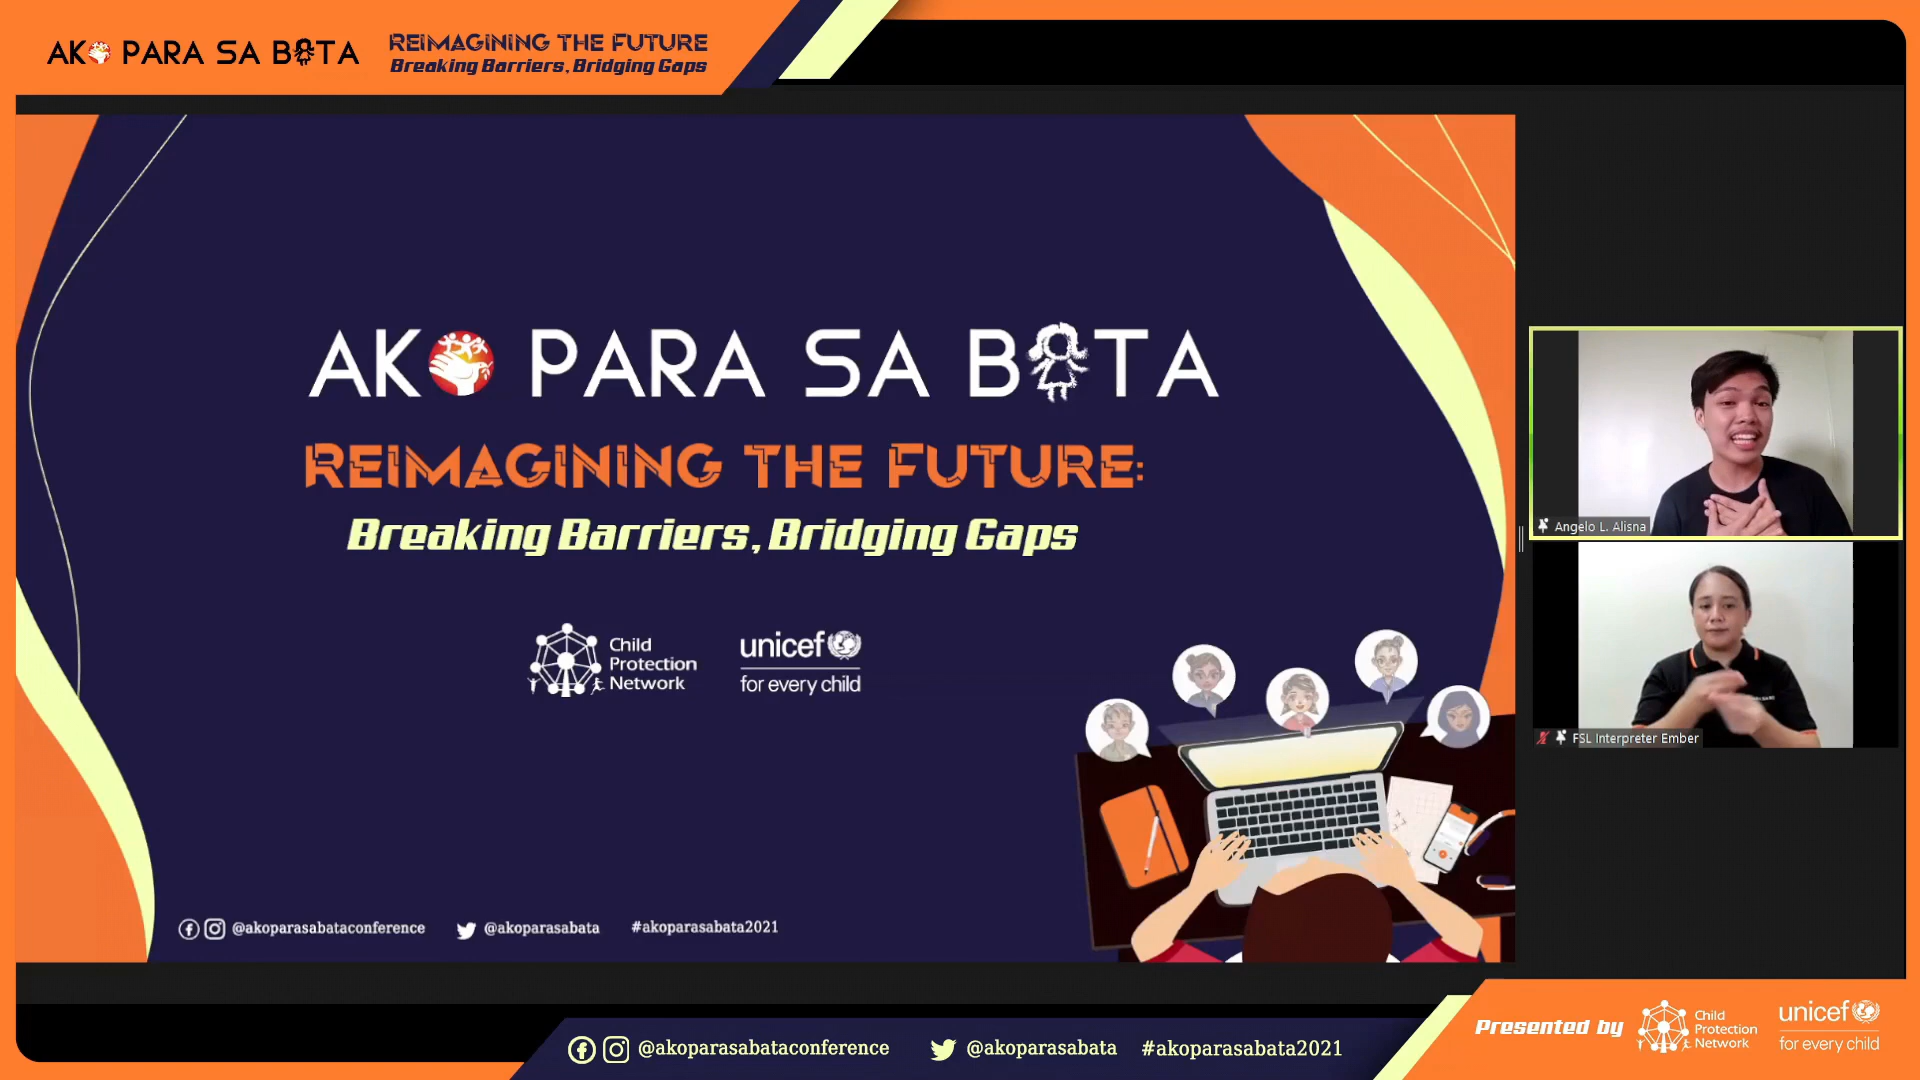 AKO PARA SA BATA
REIMAGINING THE FUTURE
Breaking Barriers, Bridging Gaps
AKO PARA SA BATA
REIMAGINING THE FUTURE:
Breaking Barriers, Bridging Gaps
Child
Protection
Network
unicef
for every child
@akoparasabataconference @akoparasabata #akoparasabata2021
Angelo L. Alisna
FSL Interpreter Ember
@akoparasabataconference @akoparasabata #akoparasabata2021
Presented by
Child
Protection
Network
unicef
for every child